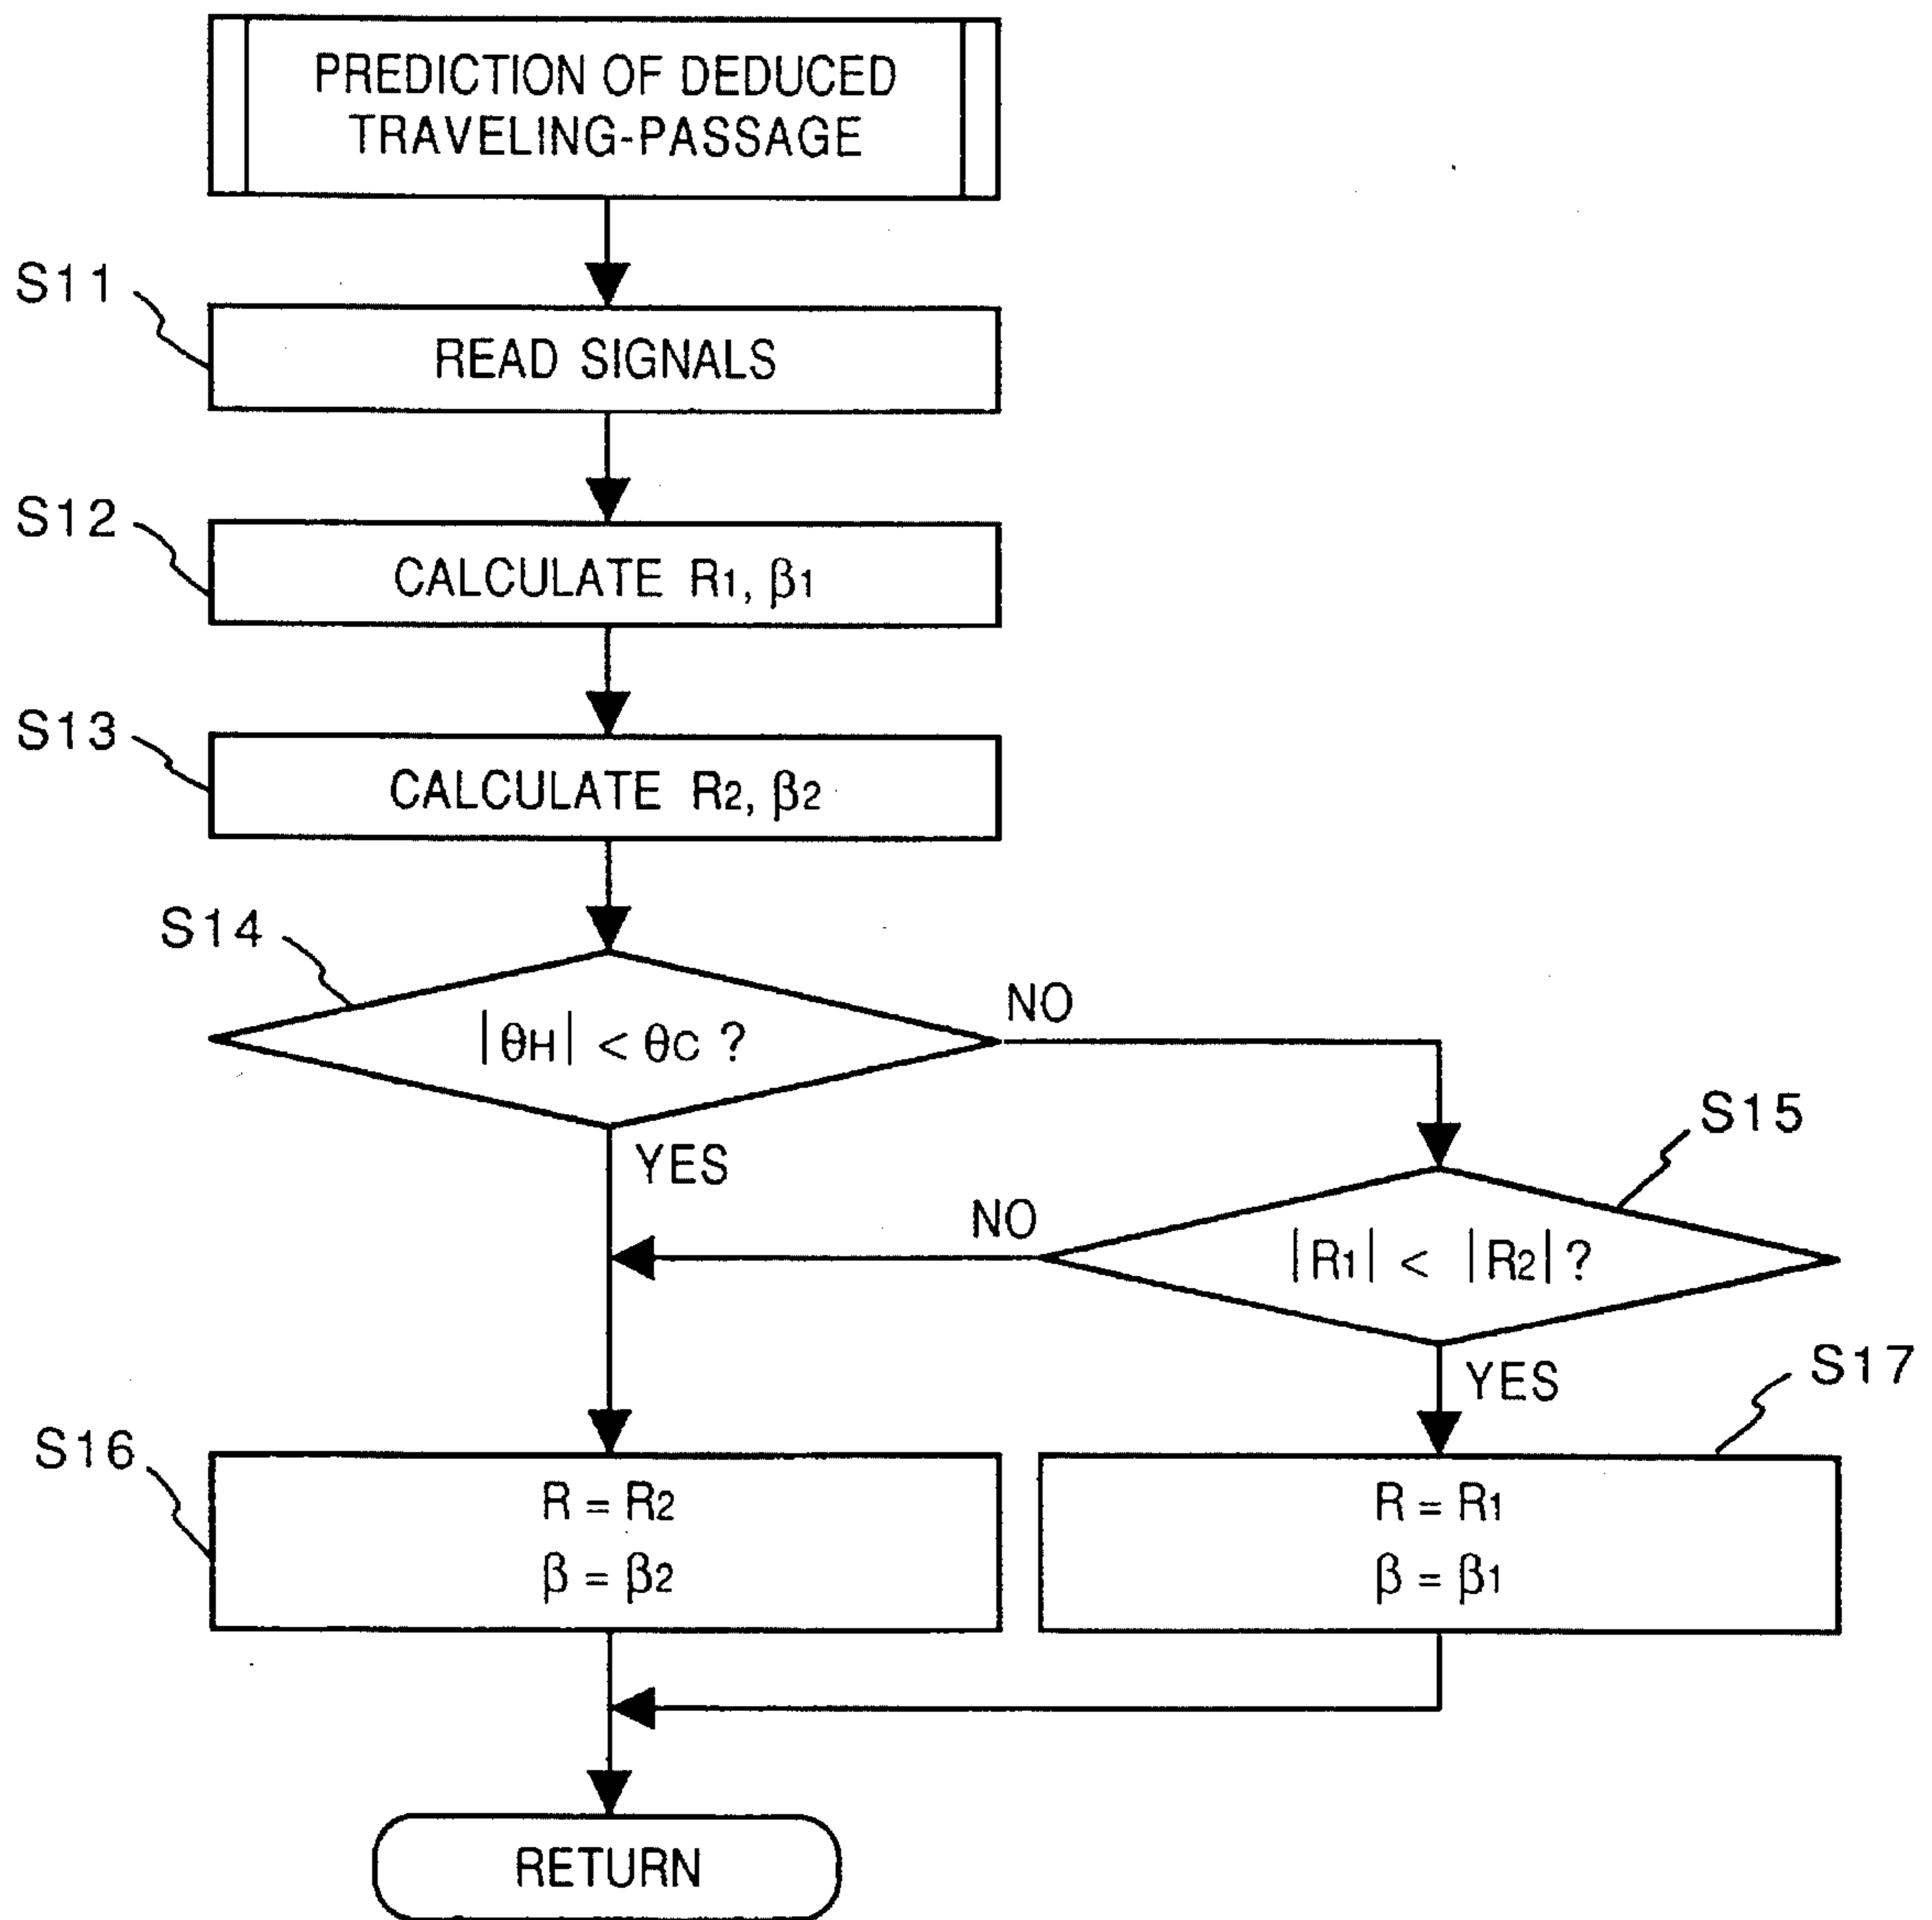 PREDICTION OF DEDUCED
TRAVELING-PASSAGE
S11
READ SIGNALS
S12
CALCULATE R1, β1
S13
CALCULATE R2, β2
S14
|θH| < θC ?
NO
YES
S15
NO
|R1| < |R2| ?
YES
S17
S16
R = R2
β = β2
R = R1
β = β1
RETURN